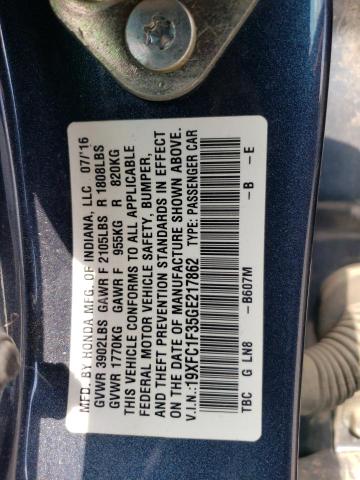 MFG. BY HONDA MFG. OF INDIANA, LLC 07/'16
GVWR 3902LBS GAWR F 2105LBS R 1808LBS
GVWR 1770KG GAWR F 955KG R 820KG
THIS VEHICLE CONFORMS TO ALL APPLICABLE
FEDERAL MOTOR VEHICLE SAFETY, BUMPER,
AND THEFT PREVENTION STANDARDS IN EFFECT
ON THE DATE OF MANUFACTURE SHOWN ABOVE.
V.I.N.:19XFC1F35GE217862 TYPE: PASSENGER CAR
TBC G LN8 -B607M -B -E